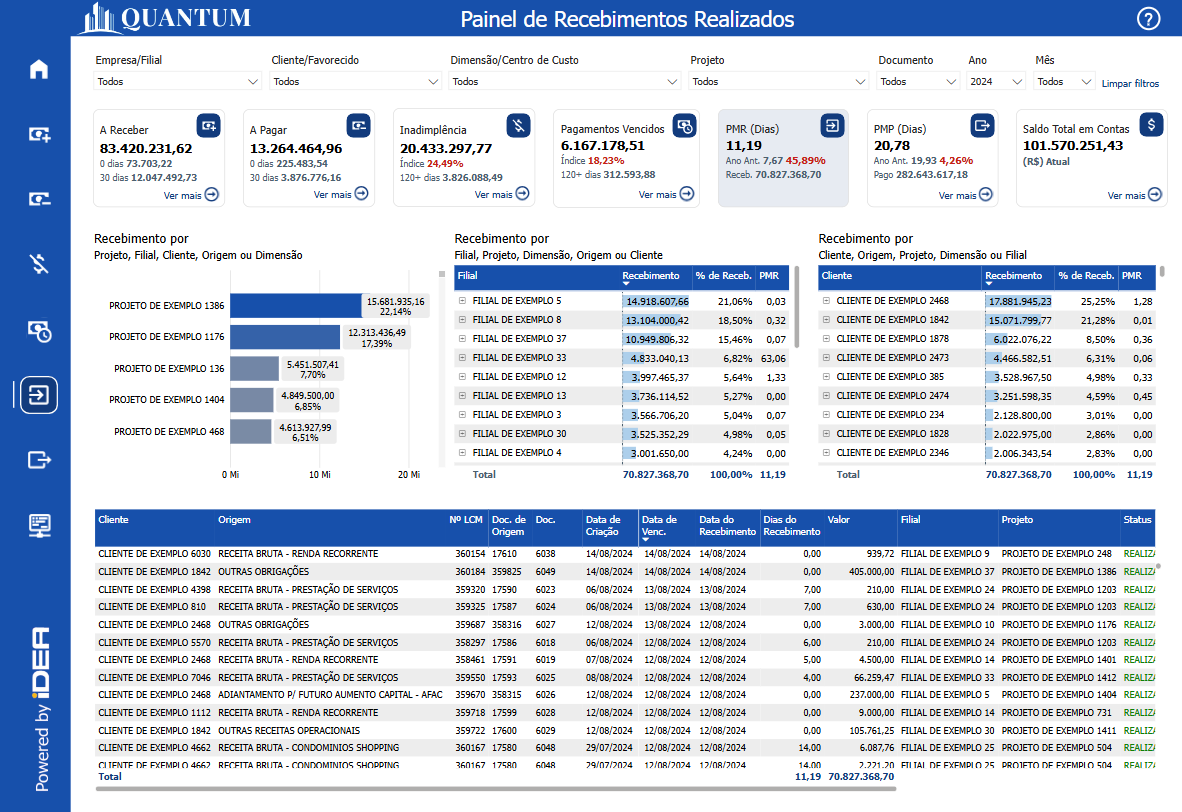 QUANTUM
Painel de Recebimentos Realizados
?
Empresa/Filial
Todos
Cliente/Favorecido
Todos
Dimensão/Centro de Custo
Todos
Projeto
Todos
Documento
Todos
Ano
2024
Mês
Todos
Limpar filtros
A Receber
83.420.231,62
0 dias 73.703,22
30 dias 12.047.492,73
Ver mais
A Pagar
13.264.464,96
0 dias 225.483,54
30 dias 3.876.776,16
Ver mais
Inadimplência
20.433.297,77
Índice 24,49%
120+ dias 3.826.088,49
Ver mais
Pagamentos Vencidos
6.167.178,51
Índice 18,23%
120+ dias 312.593,88
Ver mais
PMR (Dias)
11,19
Ano Ant. 7,67 45,89%
Receb. 70.827.368,70
PMP (Dias)
20,78
Ano Ant. 19,93 4,26%
Pago 282.643.617,18
Ver mais
Saldo Total em Contas
$
101.570.251,43
(R$) Atual
Ver mais
Recebimento por
Projeto, Filial, Cliente, Origem ou Dimensão
PROJETO DE EXEMPLO 1386 15.681.935,16
22,14%
PROJETO DE EXEMPLO 1176 12.313.436,49
17,39%
PROJETO DE EXEMPLO 136 5.451.507,41
7,70%
PROJETO DE EXEMPLO 1404 4.849.500,00
6,85%
PROJETO DE EXEMPLO 468 4.613.927,99
6,51%
0 Mi 10 Mi 20 Mi
Recebimento por
Filial, Projeto, Dimensão, Origem ou Cliente
Filial Recebimento % de Receb. PMR
FILIAL DE EXEMPLO 5 14.918.607,66 21,06% 0,03
FILIAL DE EXEMPLO 8 13.104.000,42 18,50% 0,32
FILIAL DE EXEMPLO 37 10.949.806,32 15,46% 0,07
FILIAL DE EXEMPLO 33 4.833.040,13 6,82% 63,06
FILIAL DE EXEMPLO 12 3.997.465,37 5,64% 1,33
FILIAL DE EXEMPLO 13 3.736.114,52 5,27% 0,00
FILIAL DE EXEMPLO 3 3.566.706,20 5,04% 0,07
FILIAL DE EXEMPLO 30 3.525.352,29 4,98% 0,05
FILIAL DE EXEMPLO 4 3.001.650,00 4,24% 0,00
Total 70.827.368,70 100,00% 11,19
Recebimento por
Cliente, Origem, Projeto, Dimensão ou Filial
Cliente Recebimento % de Receb. PMR
CLIENTE DE EXEMPLO 2468 17.881.945,23 25,25% 1,28
CLIENTE DE EXEMPLO 1842 15.071.799,77 21,28% 0,01
CLIENTE DE EXEMPLO 1878 6.022.076,22 8,50% 0,36
CLIENTE DE EXEMPLO 2473 4.466.582,51 6,31% 0,06
CLIENTE DE EXEMPLO 385 3.528.967,50 4,98% 0,33
CLIENTE DE EXEMPLO 2474 3.251.598,35 4,59% 0,45
CLIENTE DE EXEMPLO 234 2.128.800,00 3,01% 0,00
CLIENTE DE EXEMPLO 1828 2.022.975,00 2,86% 0,00
CLIENTE DE EXEMPLO 2346 2.006.343,54 2,83% 0,00
Total 70.827.368,70 100,00% 11,19
Cliente Origem Nº LCM Doc. de Origem Doc. Data de Criação Data de Venc. Data do Recebimento Dias do Recebimento Valor Filial Projeto Status
CLIENTE DE EXEMPLO 6030 RECEITA BRUTA - RENDA RECORRENTE 360154 17610 6038 14/08/2024 14/08/2024 14/08/2024 0,00 939,72 FILIAL DE EXEMPLO 9 PROJETO DE EXEMPLO 248 REALIZA
CLIENTE DE EXEMPLO 1842 OUTRAS OBRIGAÇÕES 360184 359825 6049 14/08/2024 14/08/2024 14/08/2024 0,00 405.000,00 FILIAL DE EXEMPLO 37 PROJETO DE EXEMPLO 1386 REALIZA
CLIENTE DE EXEMPLO 4398 RECEITA BRUTA - PRESTAÇÃO DE SERVIÇOS 359320 17590 6023 06/08/2024 13/08/2024 13/08/2024 7,00 210,00 FILIAL DE EXEMPLO 24 PROJETO DE EXEMPLO 1203 REALIZA
CLIENTE DE EXEMPLO 810 RECEITA BRUTA - PRESTAÇÃO DE SERVIÇOS 359325 17587 6024 06/08/2024 13/08/2024 13/08/2024 7,00 630,00 FILIAL DE EXEMPLO 24 PROJETO DE EXEMPLO 1203 REALIZA
CLIENTE DE EXEMPLO 2468 OUTRAS OBRIGAÇÕES 359687 358316 6027 12/08/2024 13/08/2024 12/08/2024 0,00 3.000,00 FILIAL DE EXEMPLO 10 PROJETO DE EXEMPLO 1176 REALIZA
CLIENTE DE EXEMPLO 5570 RECEITA BRUTA - PRESTAÇÃO DE SERVIÇOS 358297 17586 6018 06/08/2024 12/08/2024 12/08/2024 6,00 210,00 FILIAL DE EXEMPLO 24 PROJETO DE EXEMPLO 1203 REALIZA
CLIENTE DE EXEMPLO 2468 RECEITA BRUTA - RENDA RECORRENTE 358461 17591 6019 07/08/2024 12/08/2024 12/08/2024 5,00 4.500,00 FILIAL DE EXEMPLO 14 PROJETO DE EXEMPLO 1401 REALIZA
CLIENTE DE EXEMPLO 7046 RECEITA BRUTA - PRESTAÇÃO DE SERVIÇOS 359550 17593 6025 08/08/2024 12/08/2024 12/08/2024 4,00 66.259,47 FILIAL DE EXEMPLO 33 PROJETO DE EXEMPLO 1412 REALIZA
CLIENTE DE EXEMPLO 2468 ADIANTAMENTO P/ FUTURO AUMENTO CAPITAL - AFAC 359670 358315 6026 12/08/2024 12/08/2024 12/08/2024 0,00 237.000,00 FILIAL DE EXEMPLO 5 PROJETO DE EXEMPLO 1404 REALIZA
CLIENTE DE EXEMPLO 1112 RECEITA BRUTA - RENDA RECORRENTE 359718 17599 6028 12/08/2024 12/08/2024 12/08/2024 0,00 9.000,00 FILIAL DE EXEMPLO 14 PROJETO DE EXEMPLO 731 REALIZA
CLIENTE DE EXEMPLO 1842 OUTRAS RECEITAS OPERACIONAIS 359722 17600 6029 12/08/2024 12/08/2024 12/08/2024 0,00 105.761,25 FILIAL DE EXEMPLO 30 PROJETO DE EXEMPLO 1411 REALIZA
CLIENTE DE EXEMPLO 4662 RECEITA BRUTA - CONDOMINIOS SHOPPING 360167 17580 6048 29/07/2024 12/08/2024 12/08/2024 14,00 6.087,76 FILIAL DE EXEMPLO 25 PROJETO DE EXEMPLO 504 REALIZA
CLIENTE DE EXEMPLO 4662 RECEITA BRUTA - CONDOMINIOS SHOPPING 360167 17580 6048 29/07/2024 12/08/2024 12/08/2024 14,00 2.221,20 FILIAL DE EXEMPLO 25 PROJETO DE EXEMPLO 504 REALIZA
Total 11,19 70.827.368,70
Powered by iDEA